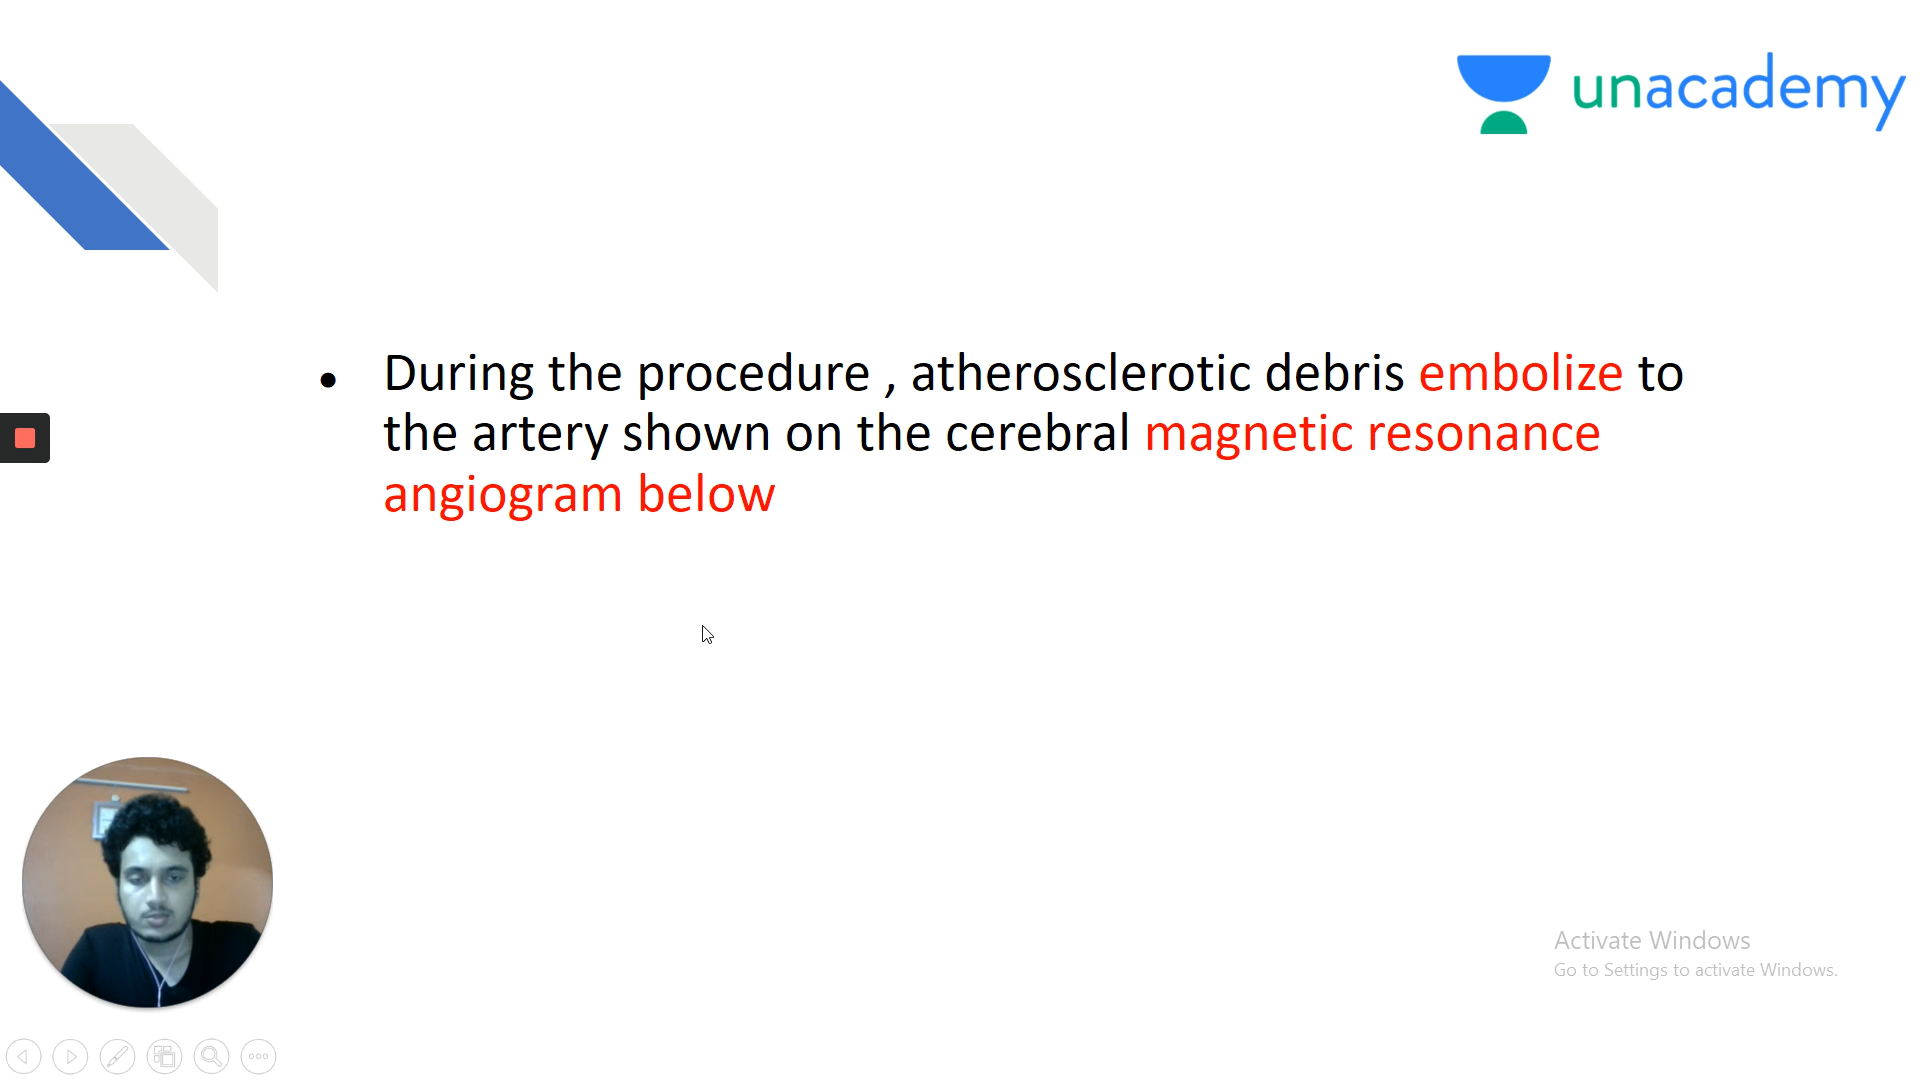 unacademy
• During the procedure , atherosclerotic debris embolize to
the artery shown on the cerebral magnetic resonance
angiogram below
Activate Windows
Go to Settings to activate Windows.